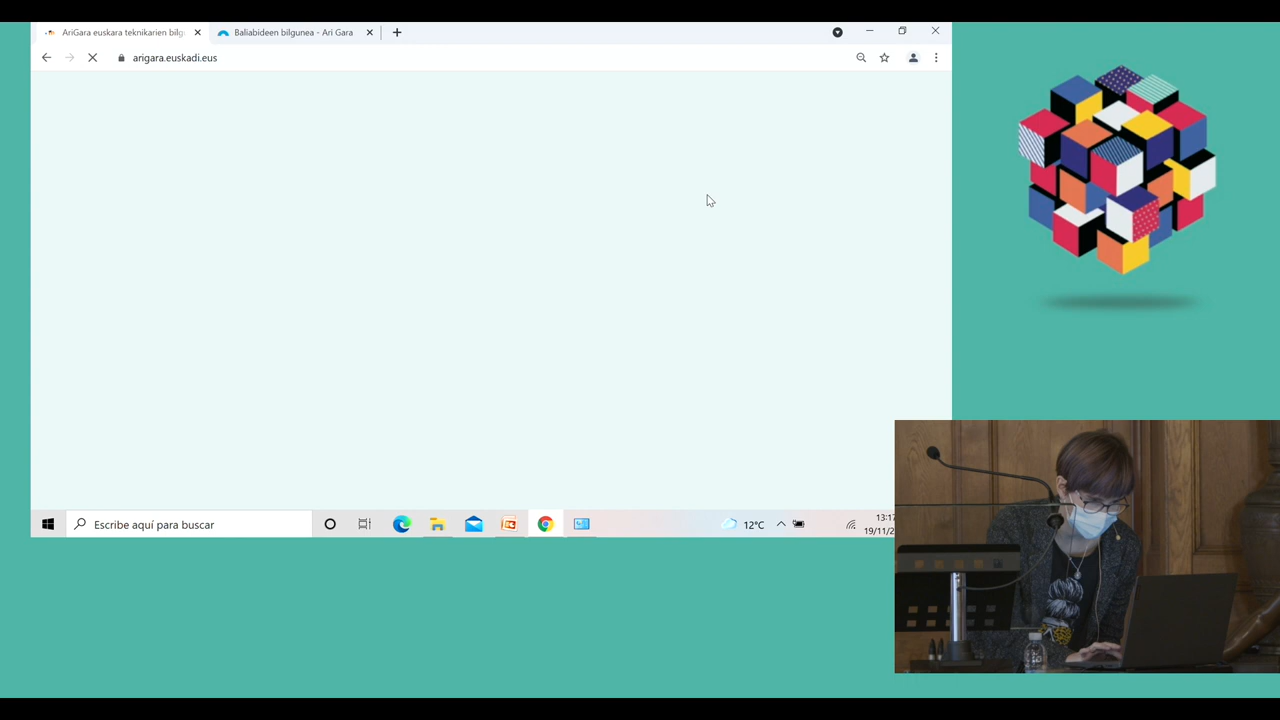 AriGara euskara teknikarien bilg
Baliabideen bilgunea - Ari Gara
arigara.euskadi.eus
Escribe aquí para buscar
12°C
13:17
19/11/2